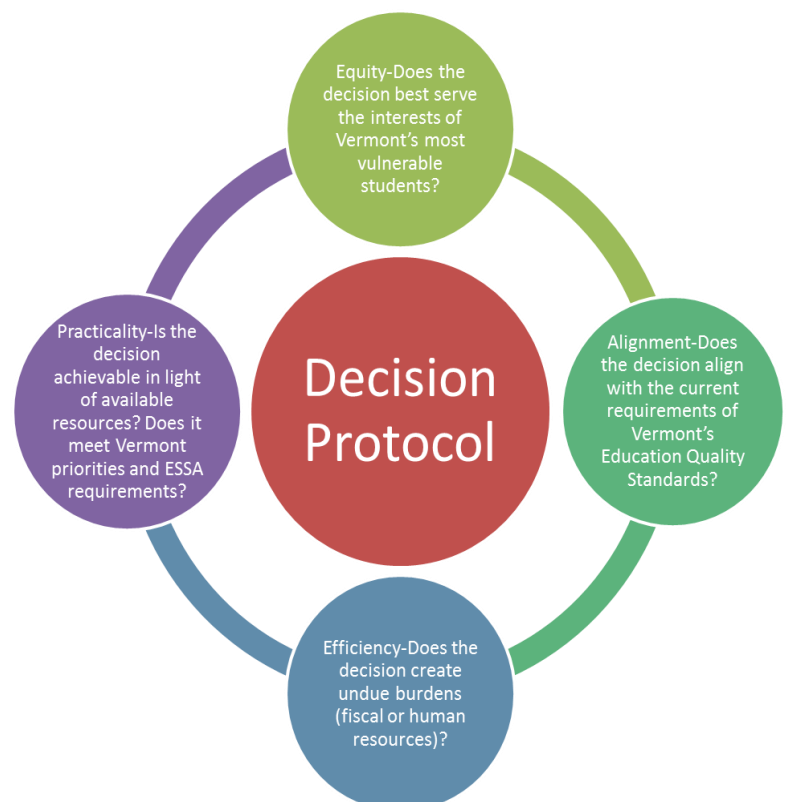 Equity-Does the
decision best serve
the interests of
Vermont's most
vulnerable
students?
Practicality-Is the
decision
achievable in light
of available
resources? Does it
meet Vermont
priorities and ESSA
requirements?
Decision
Protocol
Alignment-Does
the decision align
with the current
requirements of
Vermont's
Education Quality
Standards?
Efficiency-Does the
decision create
undue burdens
(fiscal or human
resources)?